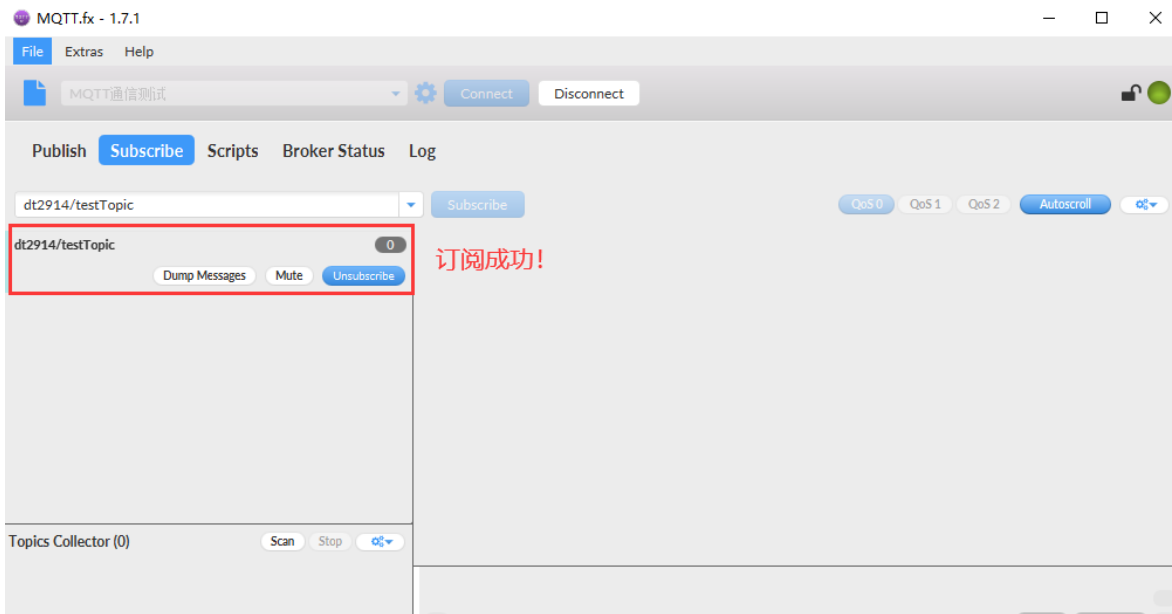 MQTT.fx - 1.7.1
File Extras Help
MQTT通信测试 Connect Disconnect
Publish Subscribe Scripts Broker Status Log
dt2914/testTopic Subscribe QoS 0 QoS 1 QoS 2 Autoscroll
dt2914/testTopic 0
订阅成功!
Dump Messages Mute Unsubscribe
Topics Collector (0) Scan Stop